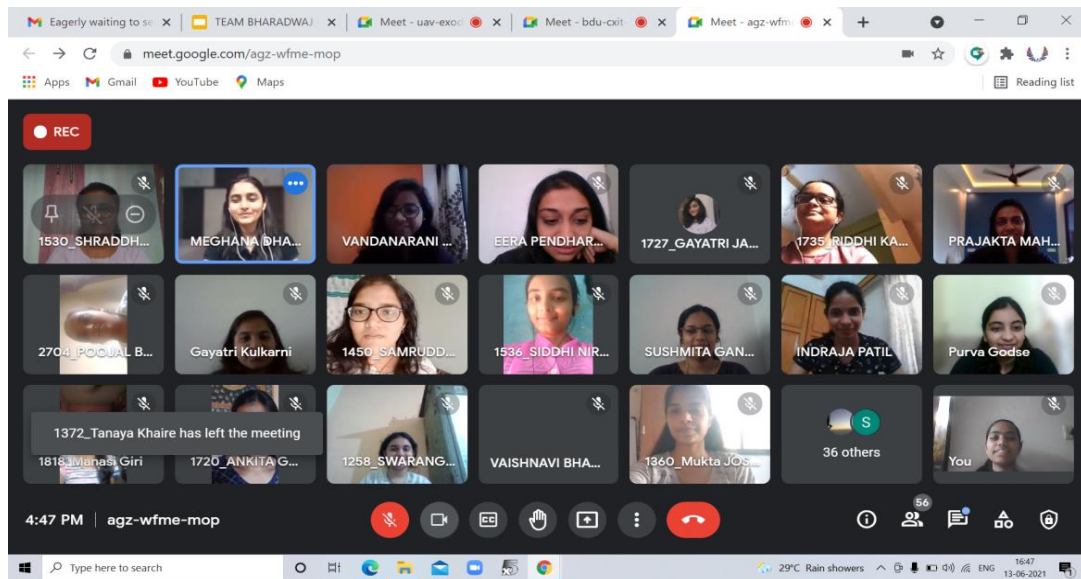 Eagerly waiting to se
TEAM BHARADWAJ
Meet - uav-exod
Meet - bdu-cxit-
Meet - agz-wfm
meet.google.com/agz-wfme-mop
Apps Gmail YouTube Maps Reading list
REC
1530_SHRADDH... MEGHANA DHA... VANDANARANI ... EERA PENDHAR... 1727_GAYATRI JA... 1735_RIDDHI KA... PRAJAKTA MAH...
2704_POOJAL B... Gayatri Kulkarni 1450_SAMRUDD... 1536_SIDDHI NIR... SUSHMITA GAN... INDRAJA PATIL Purva Godse
1372_Tanaya Khaire has left the meeting
S
36 others
1818_Manasi Giri 1720_ANKITA G... 1258_SWARANG... VAISHNAVI BHA... 1360_Mukta JOS... You
4:47 PM | agz-wfme-mop
CC
56
Type here to search
29°C Rain showers
ENG
16:47
13-06-2021